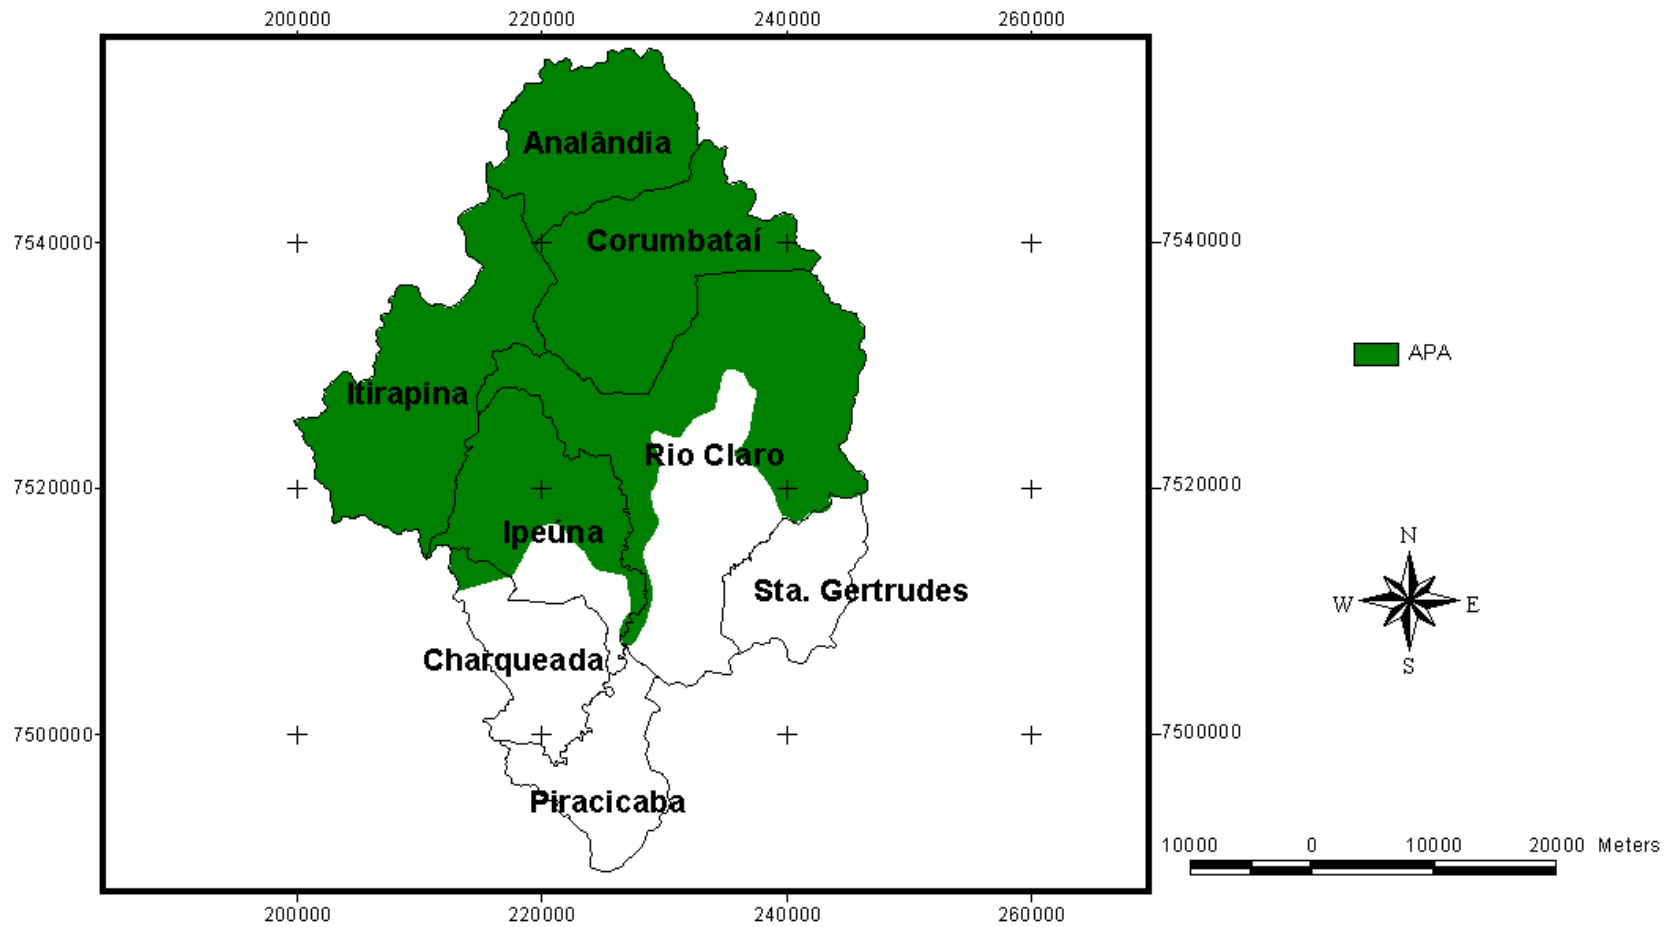 200000 220000 240000 260000
Analândia
7540000 Corumbataí 7540000
APA
Itirapina
Rio Claro
7520000 7520000
Ipeúna
N
Sta. Gertrudes
W E
Charqueada
S
7500000 7500000
Piracicaba
10000 0 10000 20000 Meters
200000 220000 240000 260000